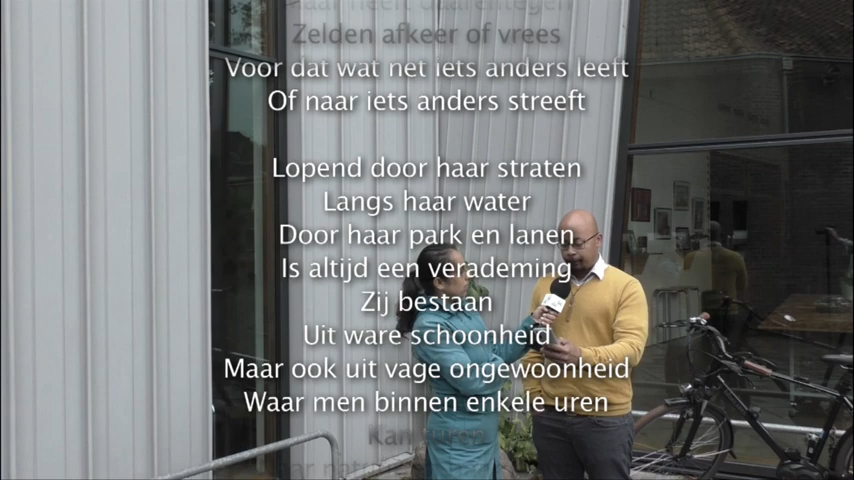 Zelden afkeer of vrees
Voor dat wat net iets anders leeft
Of naar iets anders streeft
Lopend door haar straten
Langs haar water
Door haar park en lanen
Is altijd een verademing
Zij bestaan
Uit ware schoonheid
Maar ook uit vage ongewoonheid
Waar men binnen enkele uren
Kan